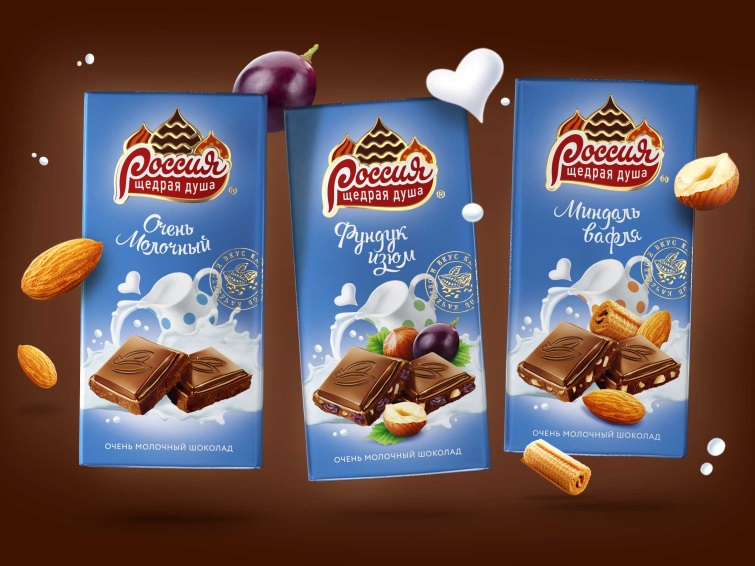 Россия
щедрая душа
®
Очень
Молочный
ОЧЕНЬ МОЛОЧНЫЙ ШОКОЛАД
Россия
щедрая душа
®
Фундук
изюм
ОЧЕНЬ МОЛОЧНЫЙ ШОКОЛАД
Россия
щедрая душа
®
Миндаль
вафля
ОЧЕНЬ МОЛОЧНЫЙ ШОКОЛАД